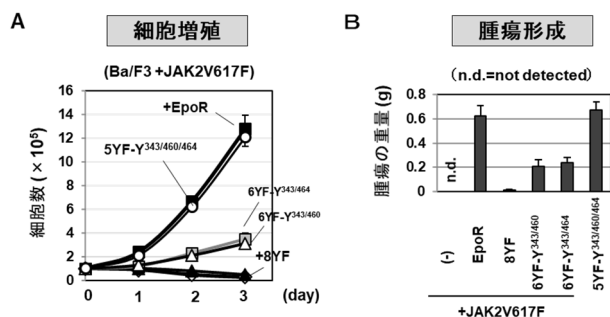 A
細胞増殖
(Ba/F3 +JAK2V617F)
細胞数 (×10⁵)
16
14
12
10
8
6
4
2
0
+EpoR
5YF-Y³⁴³/⁴⁶⁰/⁴⁶⁴
6YF-Y³⁴³/⁴⁶⁴
6YF-Y³⁴³/⁴⁶⁰
+8YF
0 1 2 3 (day)
B
腫瘍形成
(n.d.=not detected)
腫瘍の重量 (g)
0.8
0.6
0.4
0.2
0
n.d.
(-)
EpoR
8YF
6YF-Y³⁴³/⁴⁶⁰
6YF-Y³⁴³/⁴⁶⁴
5YF-Y³⁴³/⁴⁶⁰/⁴⁶⁴
+JAK2V617F